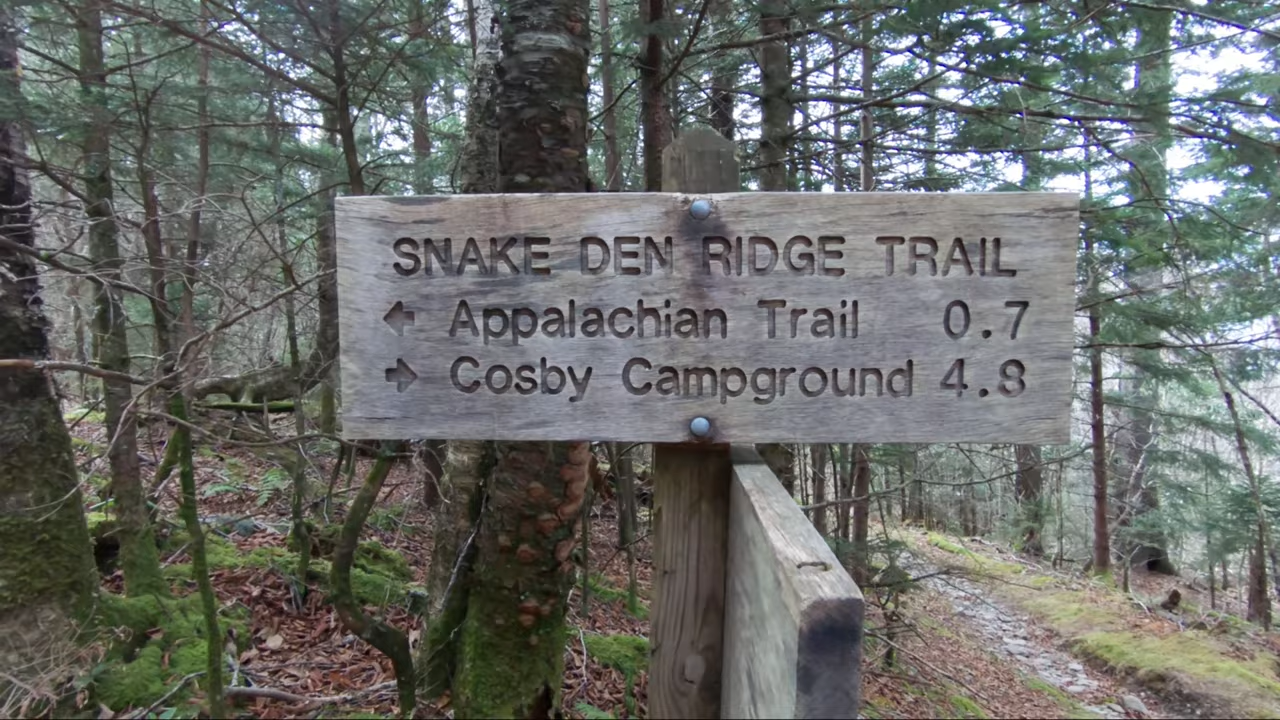 SNAKE DEN RIDGE TRAIL
← Appalachian Trail 0.7
→ Cosby Campground 4.8